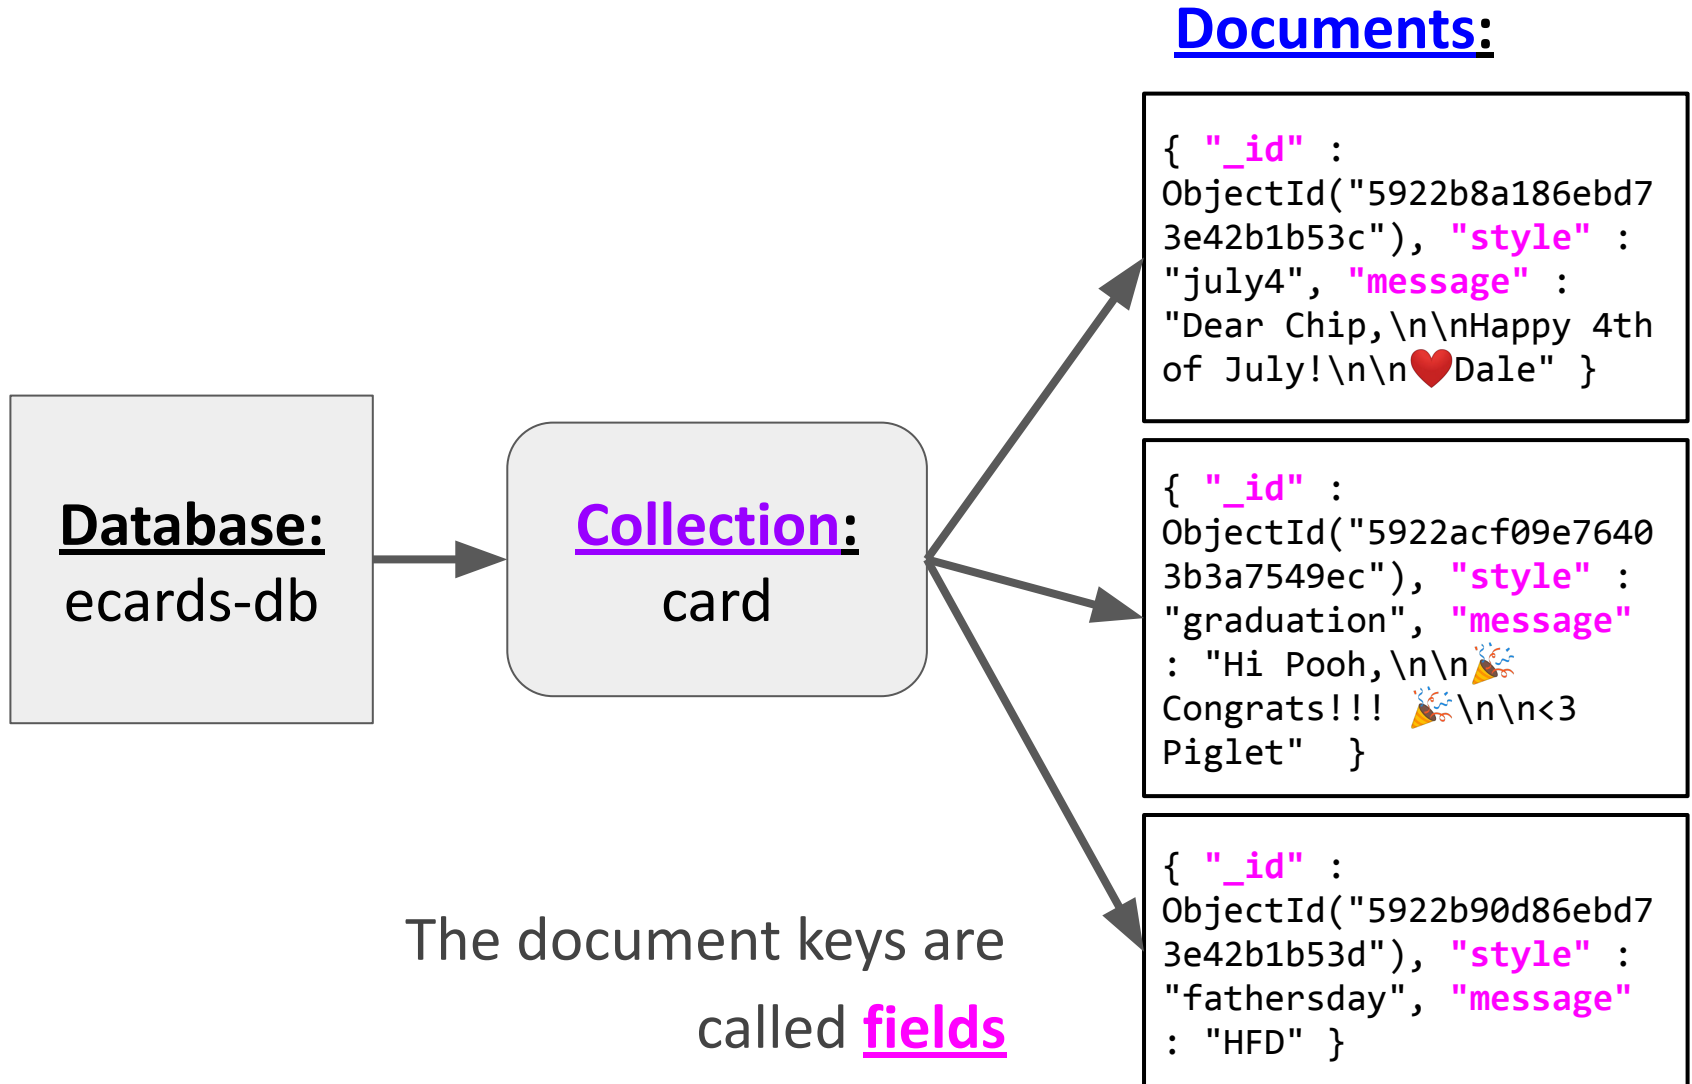 Documents:
{ "_id" :
ObjectId("5922b8a186ebd7
3e42b1b53c"), "style" :
"july4", "message" :
"Dear Chip,\n\nHappy 4th
of July!\n\n❤️Dale" }
Database:
ecards-db
Collection:
card
{ "_id" :
ObjectId("5922acf09e7640
3b3a7549ec"), "style" :
"graduation", "message"
: "Hi Pooh,\n\n🎉
Congrats!!! 🎉\n\n<3
Piglet"  }
{ "_id" :
ObjectId("5922b90d86ebd7
3e42b1b53d"), "style" :
"fathersday", "message"
: "HFD" }
The document keys are
called fields